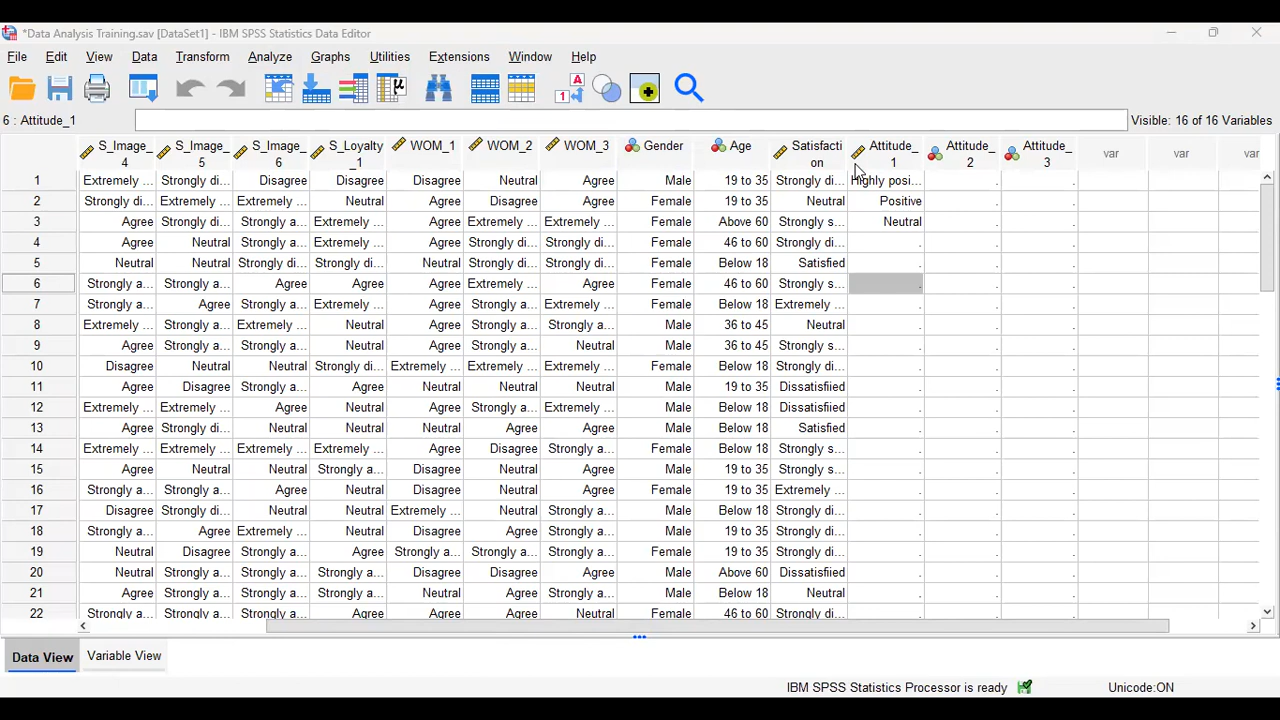 *Data Analysis Training.sav [DataSet1] - IBM SPSS Statistics Data Editor
File Edit View Data Transform Analyze Graphs Utilities Extensions Window Help
6 : Attitude_1 Visible: 16 of 16 Variables
S_Image_4 S_Image_5 S_Image_6 S_Loyalty_1 WOM_1 WOM_2 WOM_3 Gender Age Satisfaction Attitude_1 Attitude_2 Attitude_3 var var var
1 Extremely ... Strongly di... Disagree Disagree Disagree Neutral Agree Male 19 to 35 Strongly di... Highly posi... . .
2 Strongly di... Extremely ... Extremely ... Neutral Agree Disagree Agree Female 19 to 35 Neutral Positive . .
3 Agree Strongly di... Strongly a... Extremely ... Agree Extremely ... Extremely ... Female Above 60 Strongly s... Neutral . .
4 Agree Neutral Extremely ... Extremely ... Agree Strongly di... Strongly di... Female 46 to 60 Strongly di... . . .
5 Neutral Neutral Strongly di... Strongly di... Neutral Strongly di... Strongly di... Female Below 18 Satisfied . . .
6 Strongly a... Strongly a... Agree Agree Agree Extremely ... Agree Female 46 to 60 Strongly s... . . .
7 Strongly a... Agree Strongly a... Extremely ... Agree Strongly a... Extremely ... Female Below 18 Extremely ... . . .
8 Extremely ... Strongly a... Extremely ... Neutral Agree Strongly a... Strongly a... Male 36 to 45 Neutral . . .
9 Agree Strongly a... Strongly a... Neutral Agree Strongly a... Neutral Male 36 to 45 Strongly s... . . .
10 Disagree Neutral Neutral Strongly di... Extremely ... Extremely ... Extremely ... Female Below 18 Strongly di... . . .
11 Agree Disagree Strongly a... Agree Neutral Neutral Neutral Male 19 to 35 Dissatisfiied . . .
12 Extremely ... Extremely ... Agree Neutral Agree Strongly a... Extremely ... Male Below 18 Dissatisfiied . . .
13 Agree Strongly di... Neutral Neutral Neutral Agree Agree Male Below 18 Satisfied . . .
14 Extremely ... Extremely ... Extremely ... Extremely ... Agree Disagree Strongly a... Female Below 18 Strongly s... . . .
15 Agree Neutral Neutral Strongly a... Disagree Neutral Agree Male 19 to 35 Strongly s... . . .
16 Strongly a... Strongly a... Agree Neutral Disagree Neutral Agree Male 19 to 35 Extremely ... . . .
17 Disagree Strongly di... Neutral Neutral Extremely ... Neutral Strongly a... Male Below 18 Strongly di... . . .
18 Strongly a... Agree Extremely ... Neutral Disagree Agree Strongly a... Male 19 to 35 Strongly di... . . .
19 Neutral Disagree Strongly a... Agree Strongly a... Strongly a... Strongly a... Female 19 to 35 Strongly di... . . .
20 Neutral Strongly a... Strongly a... Strongly a... Disagree Disagree Agree Male Above 60 Dissatisfiied . . .
21 Agree Strongly a... Strongly a... Strongly a... Neutral Agree Strongly a... Male Below 18 Neutral . . .
22 Strongly a... Strongly a... Strongly a... Agree Agree Agree Neutral Female 46 to 60 Strongly di... . . .
Data View Variable View
IBM SPSS Statistics Processor is ready Unicode:ON